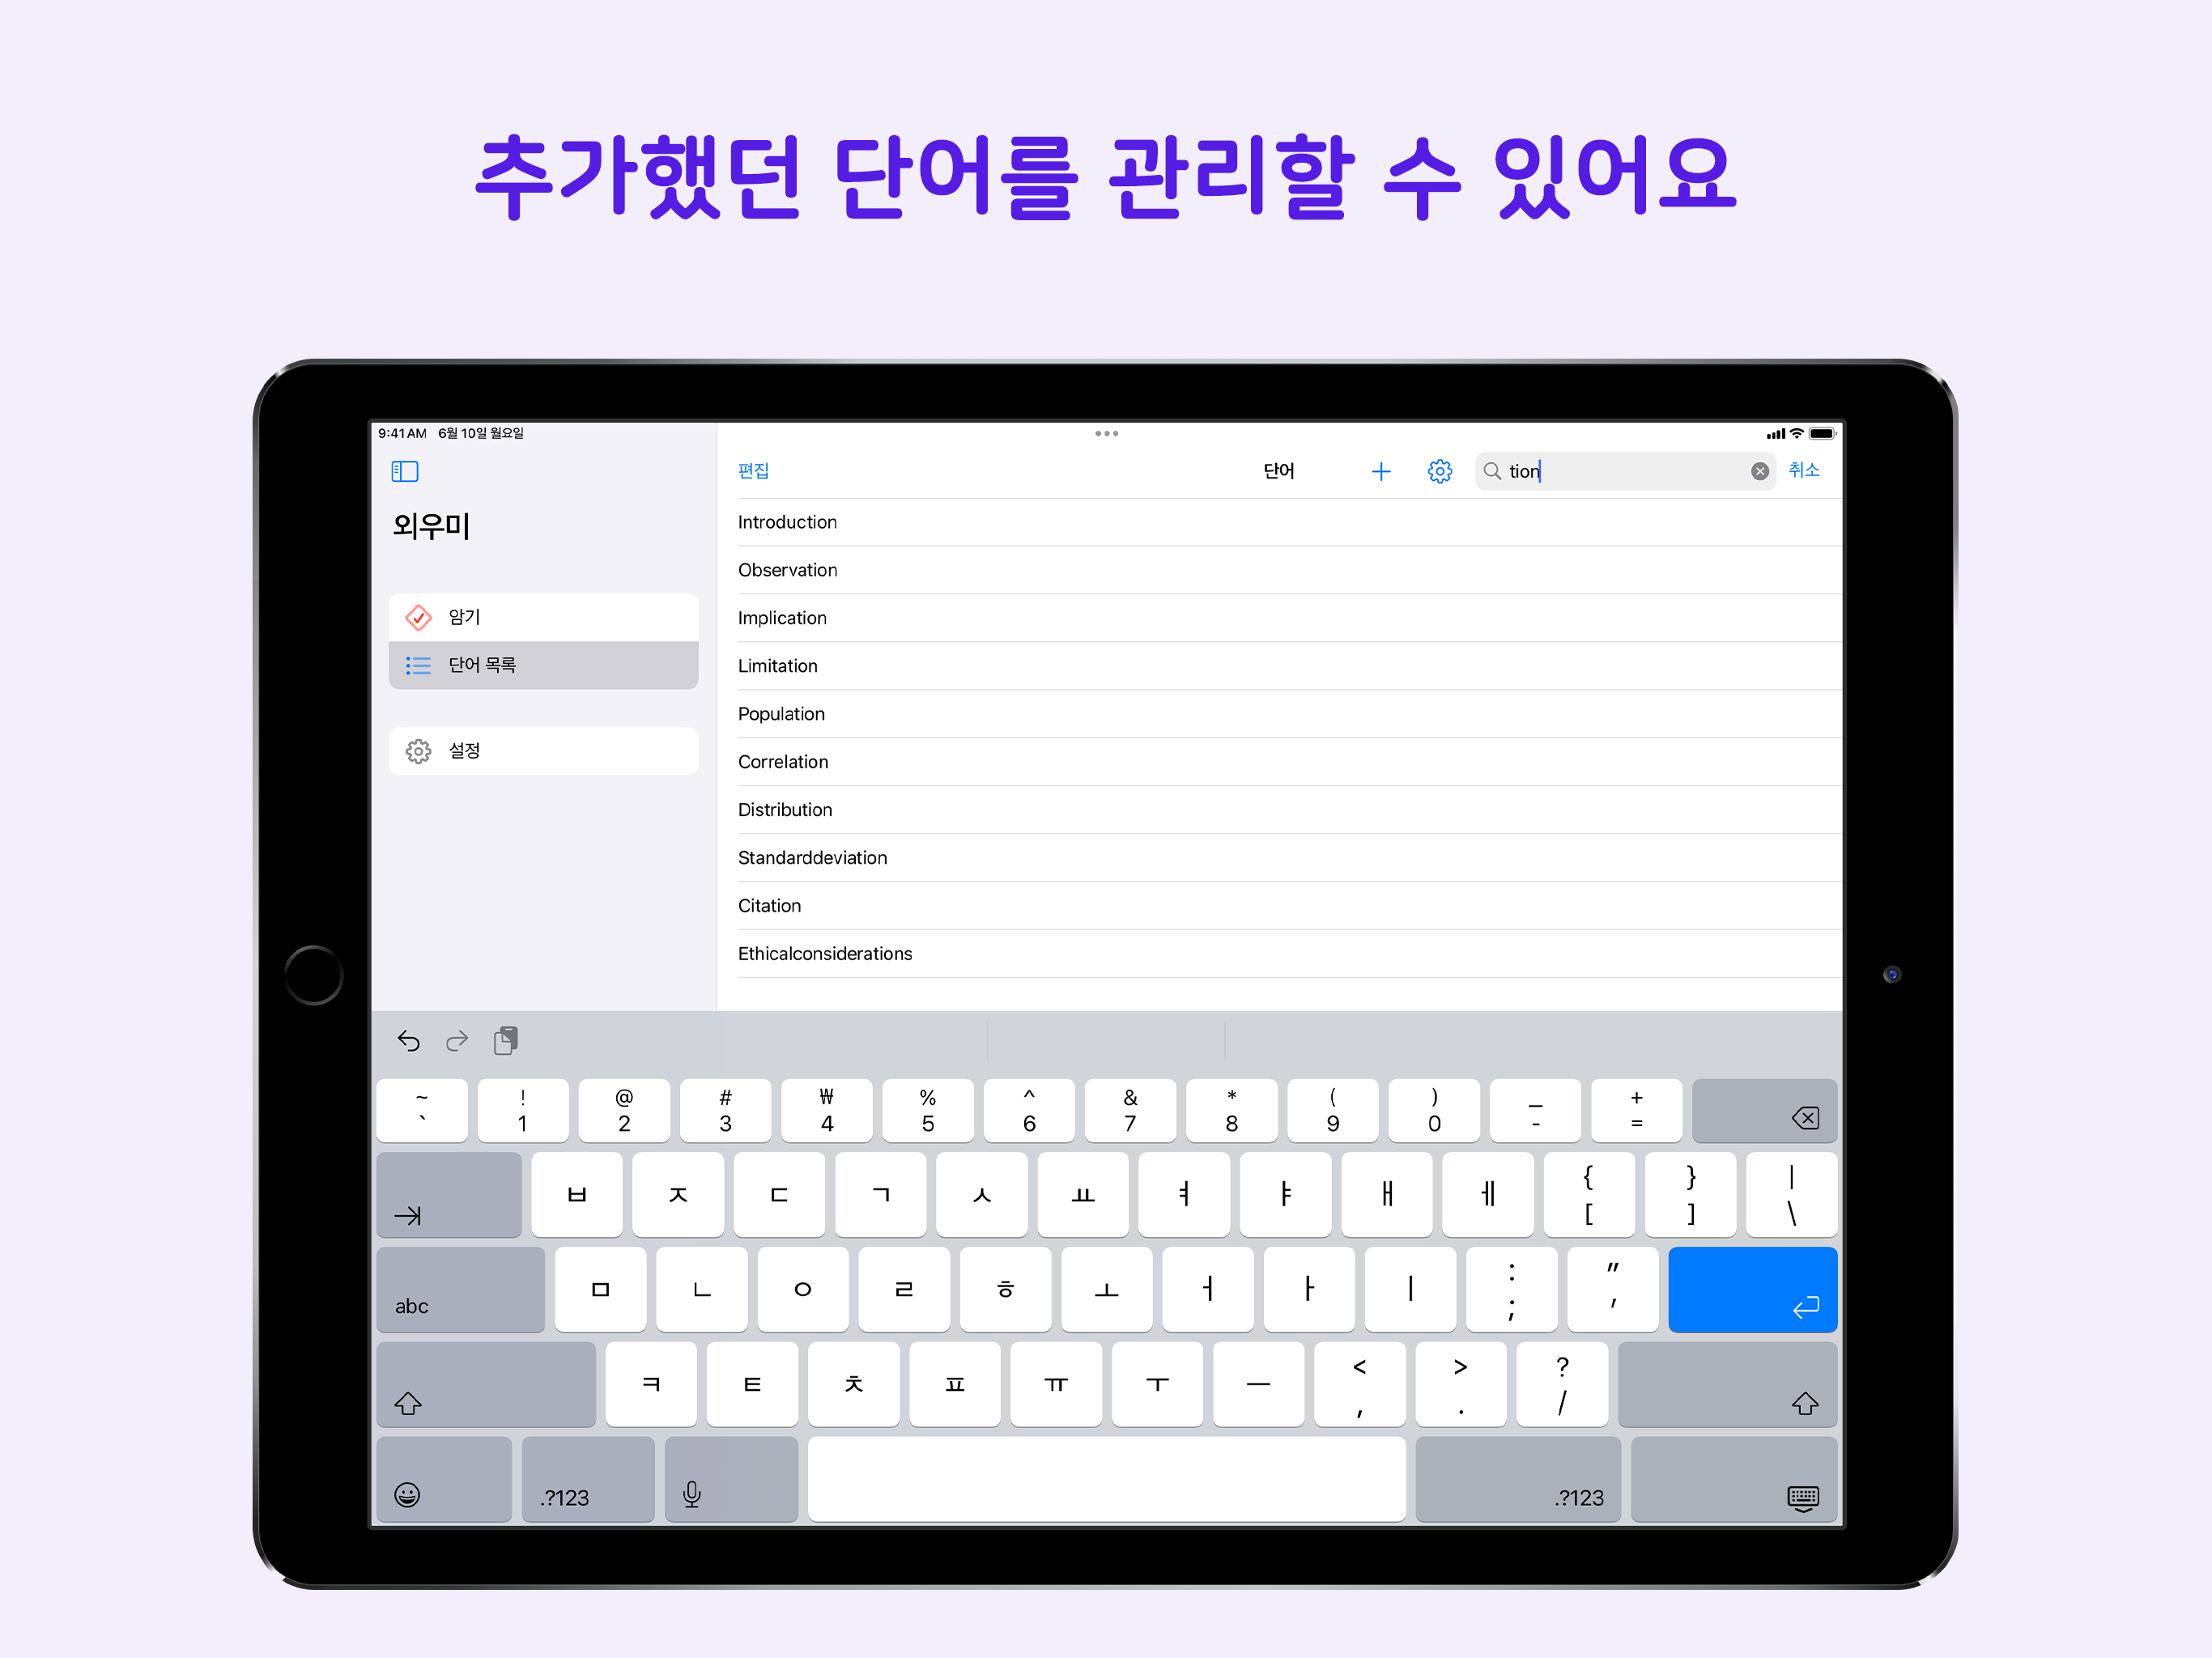 추가했던 단어를 관리할 수 있어요
9:41 AM 6월 10일 월요일
편집 단어 tion 취소
외우미
암기
단어 목록
설정
Introduction
Observation
Implication
Limitation
Population
Correlation
Distribution
Standarddeviation
Citation
Ethicalconsiderations
~ ! @ # ₩ % ^ & * ( ) _ +
` 1 2 3 4 5 6 7 8 9 0 - =
{ } |
ㅂ ㅈ ㄷ ㄱ ㅅ ㅛ ㅕ ㅑ ㅐ ㅔ [ ] \
: "
abc ㅁ ㄴ ㅇ ㄹ ㅎ ㅗ ㅓ ㅏ ㅣ ; '
< > ?
ㅋ ㅌ ㅊ ㅍ ㅠ ㅜ ㅡ , . /
.?123 .?123